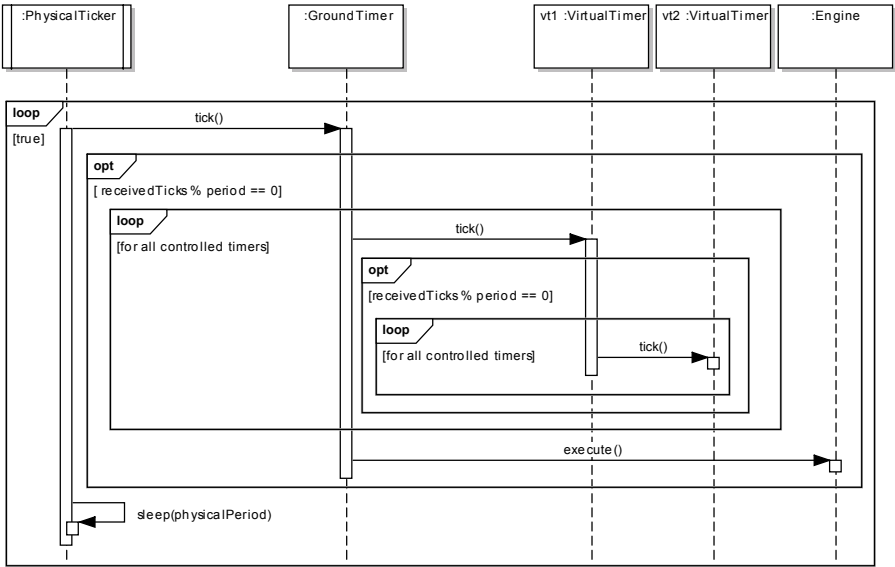 :PhysicalTicker
:GroundTimer
vt1 :VirtualTimer
vt2 :VirtualTimer
:Engine
loop
[true]
tick()
opt
[ receivedTicks % period == 0]
loop
[for all controlled timers]
tick()
opt
[receivedTicks % period == 0]
loop
[for all controlled timers]
tick()
execute()
sleep(physicalPeriod)